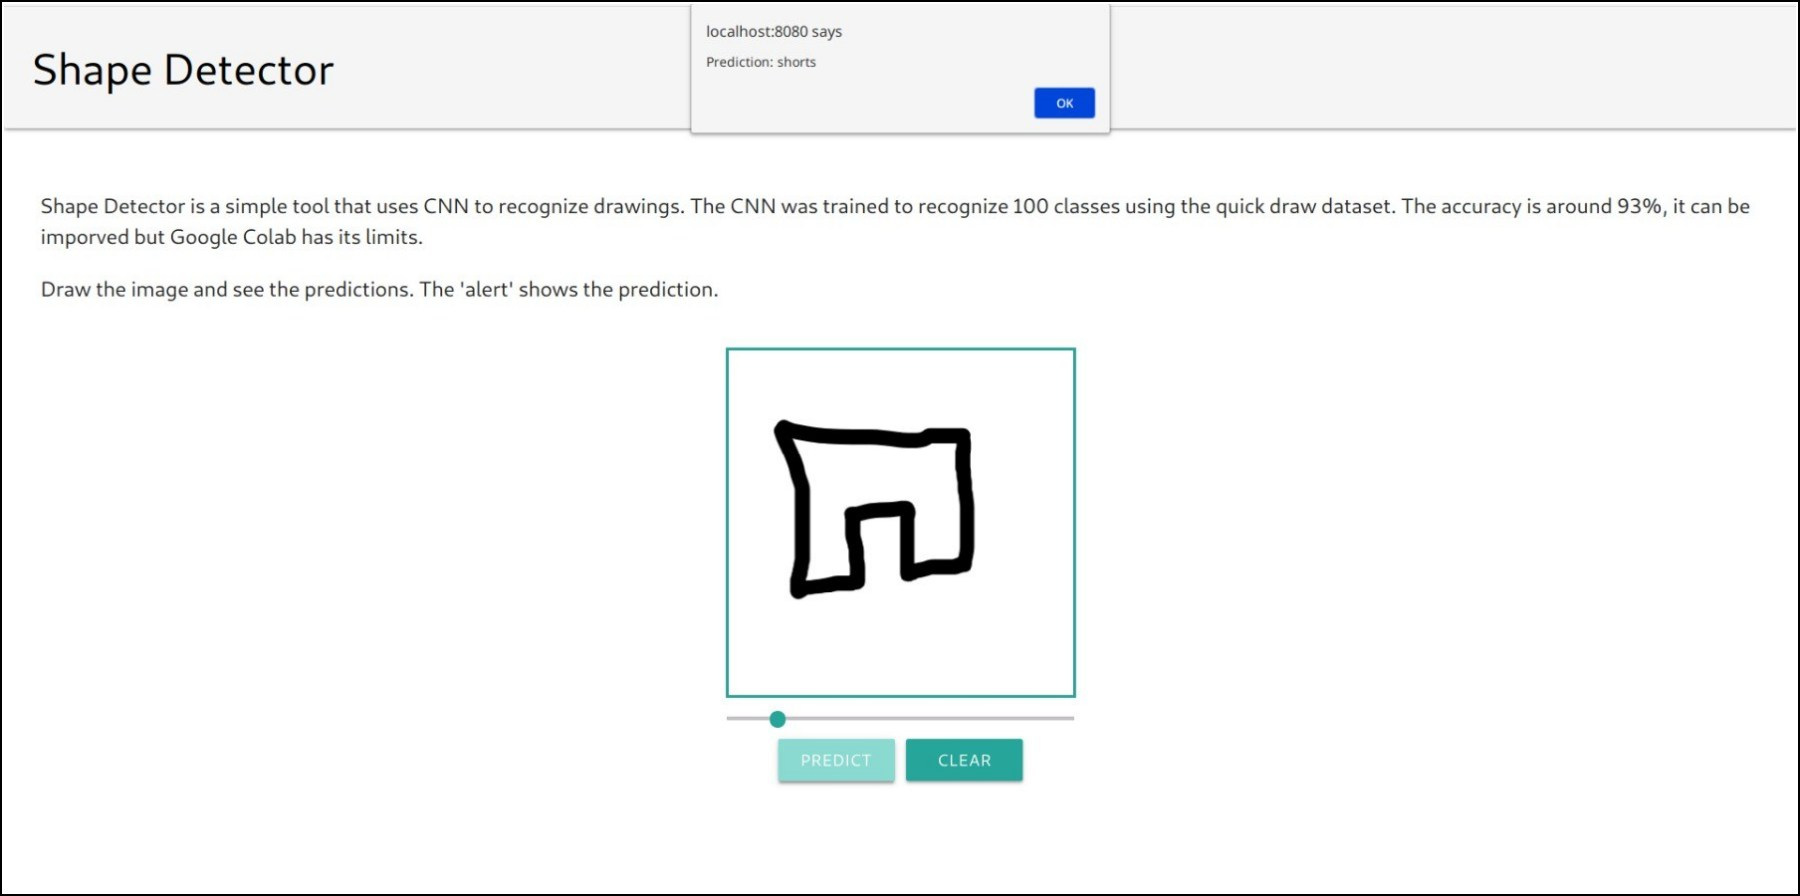 Shape Detector
localhost:8080 says
Prediction: shorts
OK
Shape Detector is a simple tool that uses CNN to recognize drawings. The CNN was trained to recognize 100 classes using the quick draw dataset. The accuracy is around 93%, it can be
imporved but Google Colab has its limits.
Draw the image and see the predictions. The 'alert' shows the prediction.
PREDICT
CLEAR